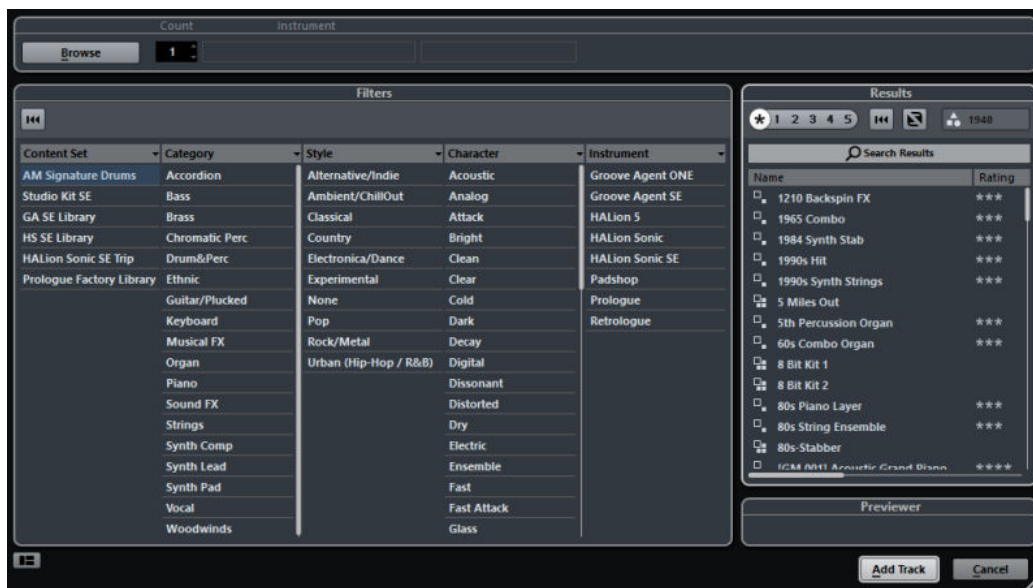 Count Instrument
Browse 1
Filters
Content Set Category Style Character Instrument
AM Signature Drums Accordion Alternative/Indie Acoustic Groove Agent ONE
Studio Kit SE Bass Ambient/ChillOut Analog Groove Agent SE
GA SE Library Brass Classical Attack HALion 5
HS SE Library Chromatic Perc Country Bright HALion Sonic
HALion Sonic SE Trip Drum&Perc Electronica/Dance Clean HALion Sonic SE
Prologue Factory Library Ethnic Experimental Clear Padshop
Guitar/Plucked None Cold Prologue
Keyboard Pop Dark Retrologue
Musical FX Rock/Metal Decay
Organ Urban (Hip-Hop / R&B) Digital
Piano Dissonant
Sound FX Distorted
Strings Dry
Synth Comp Electric
Synth Lead Ensemble
Synth Pad Fast
Vocal Fast Attack
Woodwinds Glass
Results
* 1 2 3 4 5 1940
Search Results
Name Rating
1210 Backspin FX ***
1965 Combo ***
1984 Synth Stab ***
1990s Hit ***
1990s Synth Strings ***
5 Miles Out
5th Percussion Organ ***
60s Combo Organ ***
8 Bit Kit 1
8 Bit Kit 2
80s Piano Layer ***
80s String Ensemble ***
80s-Stabber
[GM 001] Acoustic Grand Piano ****
Previewer
Add Track Cancel